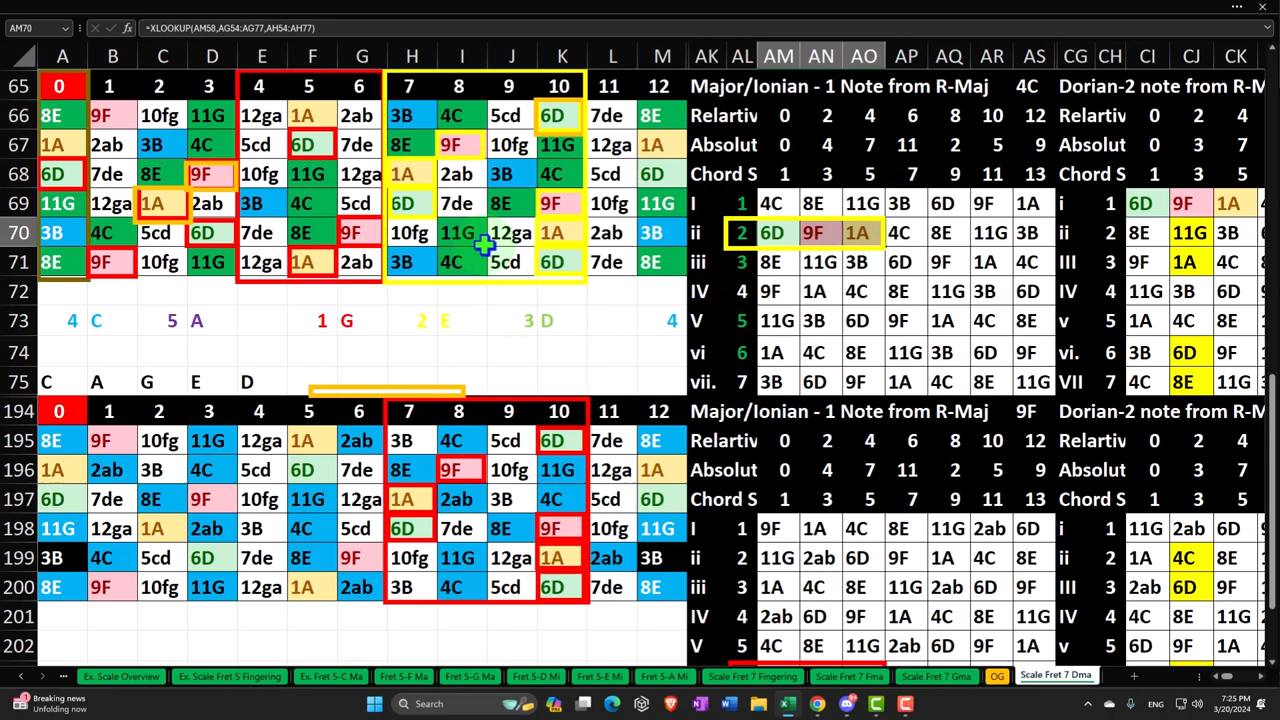 AM70 fx =XLOOKUP(AM58,AG54:AG77,AH54:AH77)
A B C D E F G H I J K L M AK AL AM AN AO AP AQ AR AS CG CH CI CJ CK
65 0 1 2 3 4 5 6 7 8 9 10 11 12 Major/Ionian - 1 Note from R-Maj 4C Dorian-2 note from R-M
66 8E 9F 10fg 11G 12ga 1A 2ab 3B 4C 5cd 6D 7de 8E Relartiv 0 2 4 6 8 10 12 Relartiv 0 2 4
67 1A 2ab 3B 4C 5cd 6D 7de 8E 9F 10fg 11G 12ga 1A Absolut 0 4 7 11 2 5 9 Absolut 0 3 7
68 6D 7de 8E 9F 10fg 11G 12ga 1A 2ab 3B 4C 5cd 6D Chord S 1 3 5 7 9 11 13 Chord S 1 3 5
69 11G 12ga 1A 2ab 3B 4C 5cd 6D 7de 8E 9F 10fg 11G I 1 4C 8E 11G 3B 6D 9F 1A i 1 6D 9F 1A
70 3B 4C 5cd 6D 7de 8E 9F 10fg 11G 12ga 1A 2ab 3B ii 2 6D 9F 1A 4C 8E 11G 3B ii 2 8E 11G 3B
71 8E 9F 10fg 11G 12ga 1A 2ab 3B 4C 5cd 6D 7de 8E iii 3 8E 11G 3B 6D 9F 1A 4C III 3 9F 1A 4C
72 IV 4 9F 1A 4C 8E 11G 3B 6D IV 4 11G 3B 6D
73 4 C 5 A 1 G 2 E 3 D 4 V 5 11G 3B 6D 9F 1A 4C 8E v 5 1A 4C 8E
74 vi 6 1A 4C 8E 11G 3B 6D 9F vi. 6 3B 6D 9F
75 C A G E D vii. 7 3B 6D 9F 1A 4C 8E 11G VII 7 4C 8E 11G
194 0 1 2 3 4 5 6 7 8 9 10 11 12 Major/Ionian - 1 Note from R-Maj 9F Dorian-2 note from R-M
195 8E 9F 10fg 11G 12ga 1A 2ab 3B 4C 5cd 6D 7de 8E Relartiv 0 2 4 6 8 10 12 Relartiv 0 2 4
196 1A 2ab 3B 4C 5cd 6D 7de 8E 9F 10fg 11G 12ga 1A Absolut 0 4 7 11 2 5 9 Absolut 0 3 7
197 6D 7de 8E 9F 10fg 11G 12ga 1A 2ab 3B 4C 5cd 6D Chord S 1 3 5 7 9 11 13 Chord S 1 3 5
198 11G 12ga 1A 2ab 3B 4C 5cd 6D 7de 8E 9F 10fg 11G I 1 9F 1A 4C 8E 11G 2ab 6D i 1 11G 2ab 6D
199 3B 4C 5cd 6D 7de 8E 9F 10fg 11G 12ga 1A 2ab 3B ii 2 11G 2ab 6D 9F 1A 4C 8E ii 2 1A 4C 8E
200 8E 9F 10fg 11G 12ga 1A 2ab 3B 4C 5cd 6D 7de 8E iii 3 1A 4C 8E 11G 2ab 6D 9F III 3 2ab 6D 9F
201 IV 4 2ab 6D 9F 1A 4C 8E 11G IV 4 4C 8E 11G
202 V 5 4C 8E 11G 2ab 6D 9F 1A v 5 6D 9F 1A
Ex. Scale Overview Ex. Scale Fret 5 Fingering Ex. Fret 5-C Ma Fret 5-F Ma Fret 5-G Ma Fret 5-D Mi Fret 5-E Mi Fret 5-A Mi Scale Fret 7 Fingering Scale Fret 7 Fma Scale Fret 7 Gma OG Scale Fret 7 Dma
Breaking news
Unfolding now
Search
ENG
7:25 PM
3/20/2024